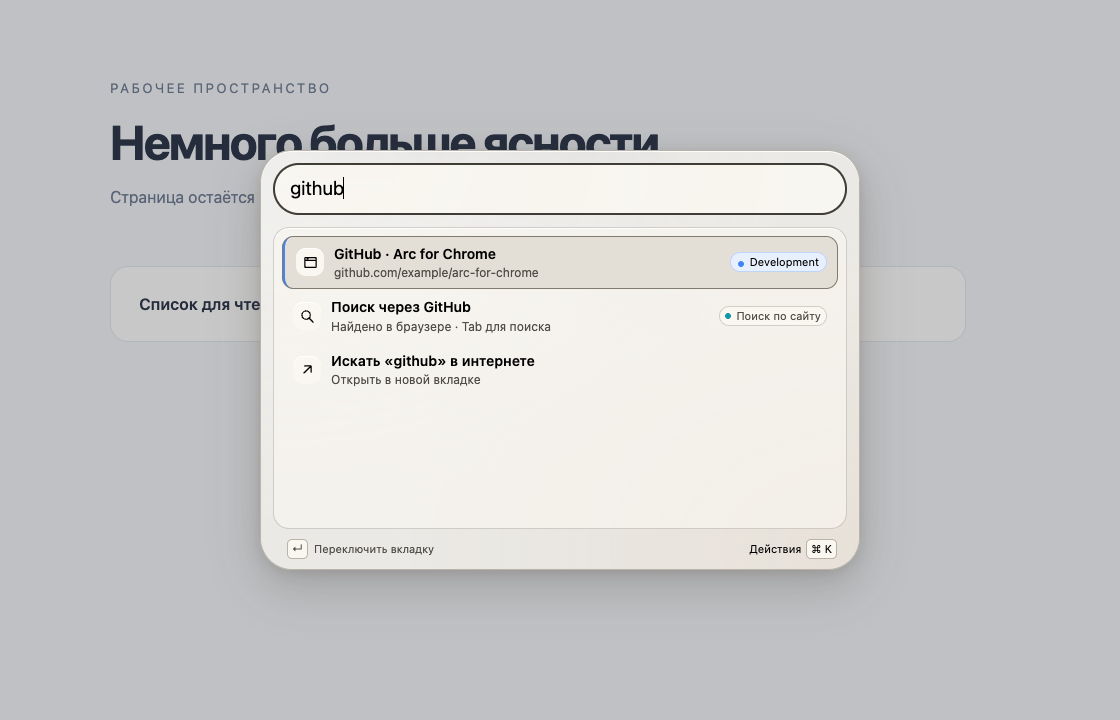 РАБОЧЕЕ ПРОСТРАНСТВО
Немного больше ясности
Страница остаётся
github
Список для чте
GitHub · Arc for Chrome
github.com/example/arc-for-chrome
Development
Поиск через GitHub
Найдено в браузере · Tab для поиска
Поиск по сайту
Искать «github» в интернете
Открыть в новой вкладке
↵ Переключить вкладку
Действия ⌘ K